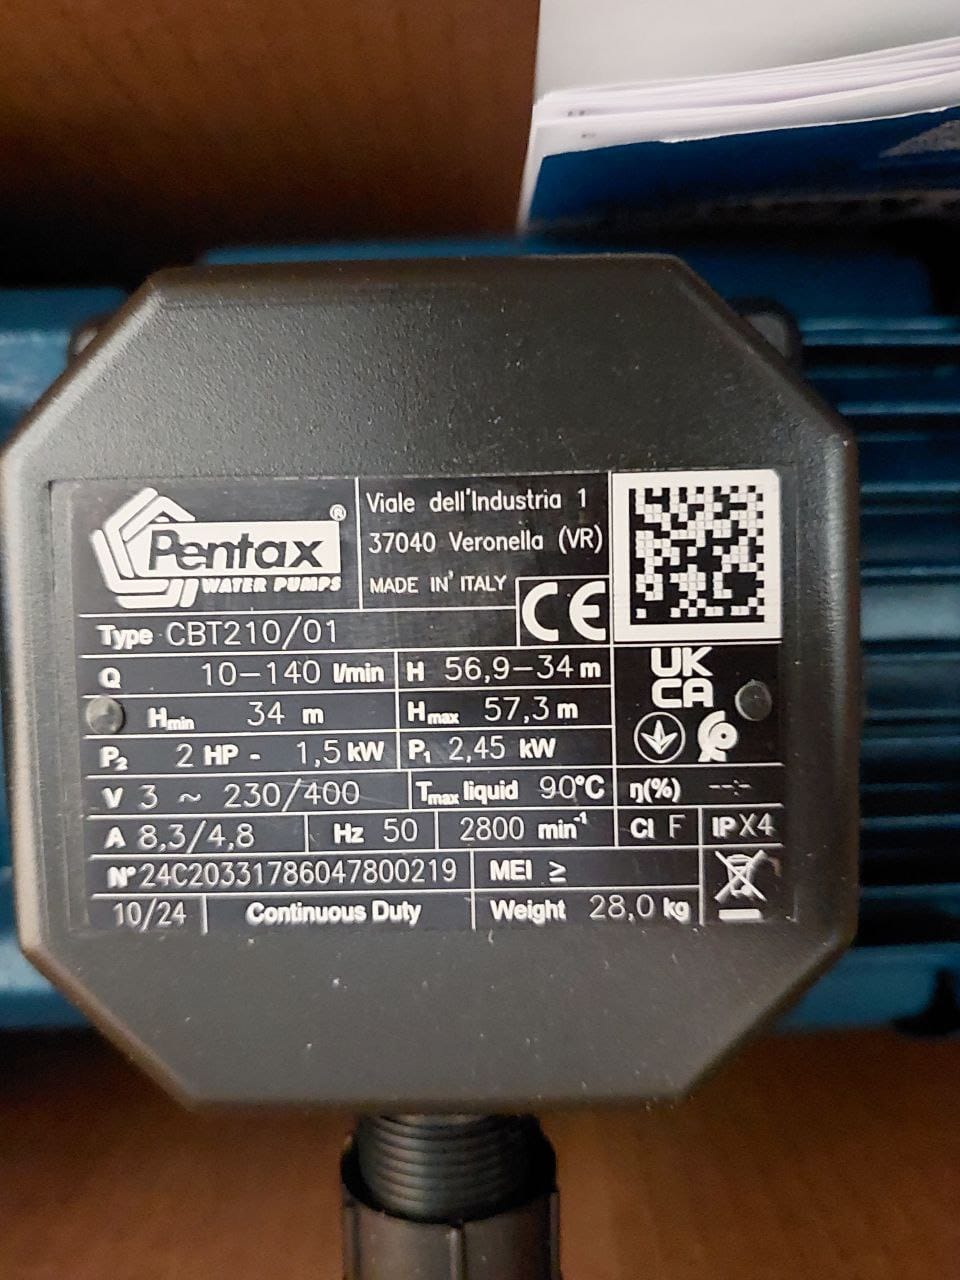 Pentax®
WATER PUMPS
Viale dell'Industria 1
37040 Veronella (VR)
MADE IN ITALY
CE
Type CBT210/01
Q 10-140 l/min H 56,9-34 m
UK
CA
Hmin 34 m Hmax 57,3 m
P2 2 HP - 1,5 kW P1 2,45 kW
V 3 ~ 230/400 Tmax liquid 90°C η(%) --,-
A 8,3/4,8 Hz 50 2800 min-1 Cl F IP X4
N° 24C20331786047800219 MEI ≥
10/24 Continuous Duty Weight 28,0 kg